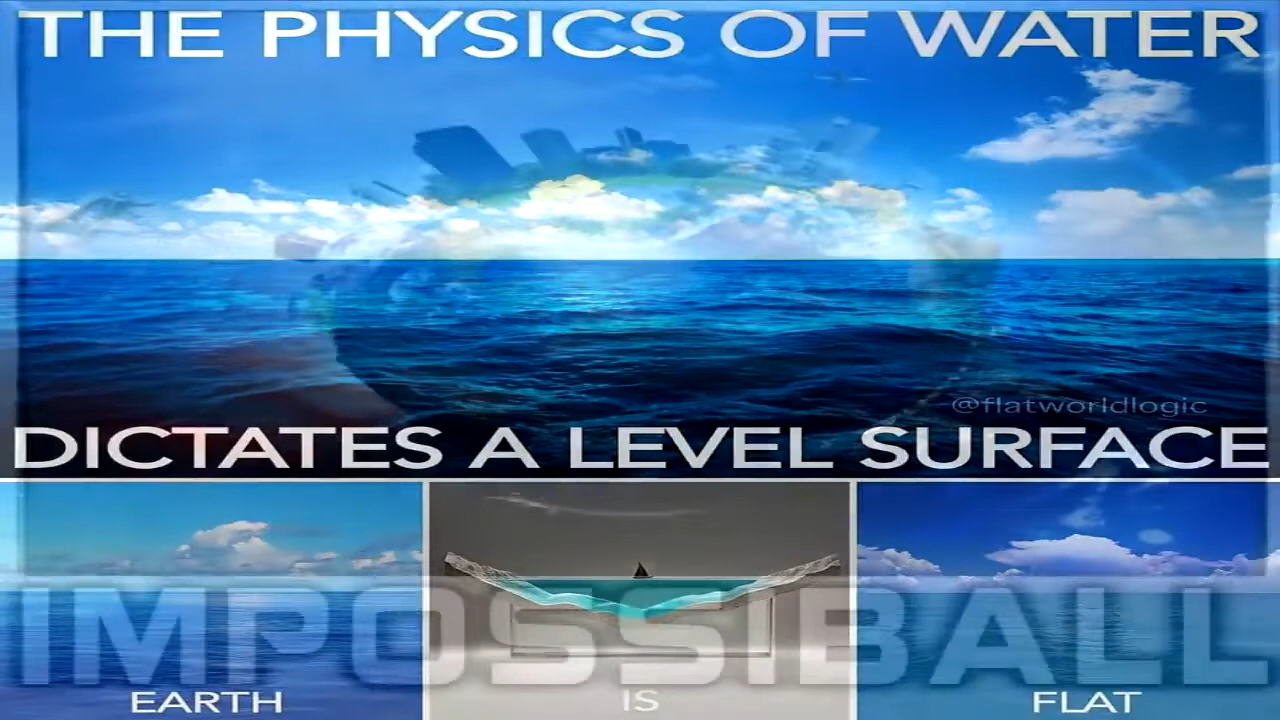 THE PHYSICS OF WATER
@flatworldlogic
DICTATES A LEVEL SURFACE
IMPOSSIBALL
EARTH IS FLAT